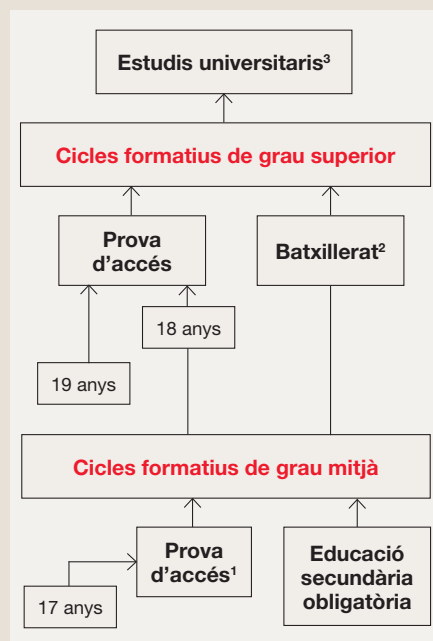 Estudis universitaris³
Cicles formatius de grau superior
Prova
d’accés
Batxillerat²
18 anys
19 anys
Cicles formatius de grau mitjà
Prova
d’accés¹
Educació
secundària
obligatòria
17 anys